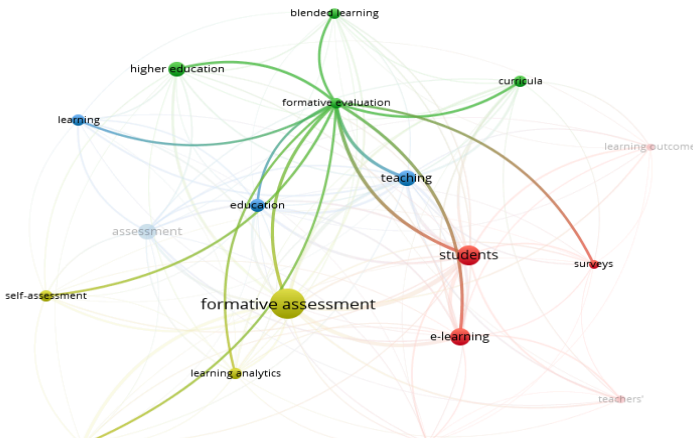 blended learning
higher education
curricula
formative evaluation
learning
learning outcome
teaching
education
assessment
students
surveys
self-assessment
formative assessment
e-learning
learning analytics
teachers'